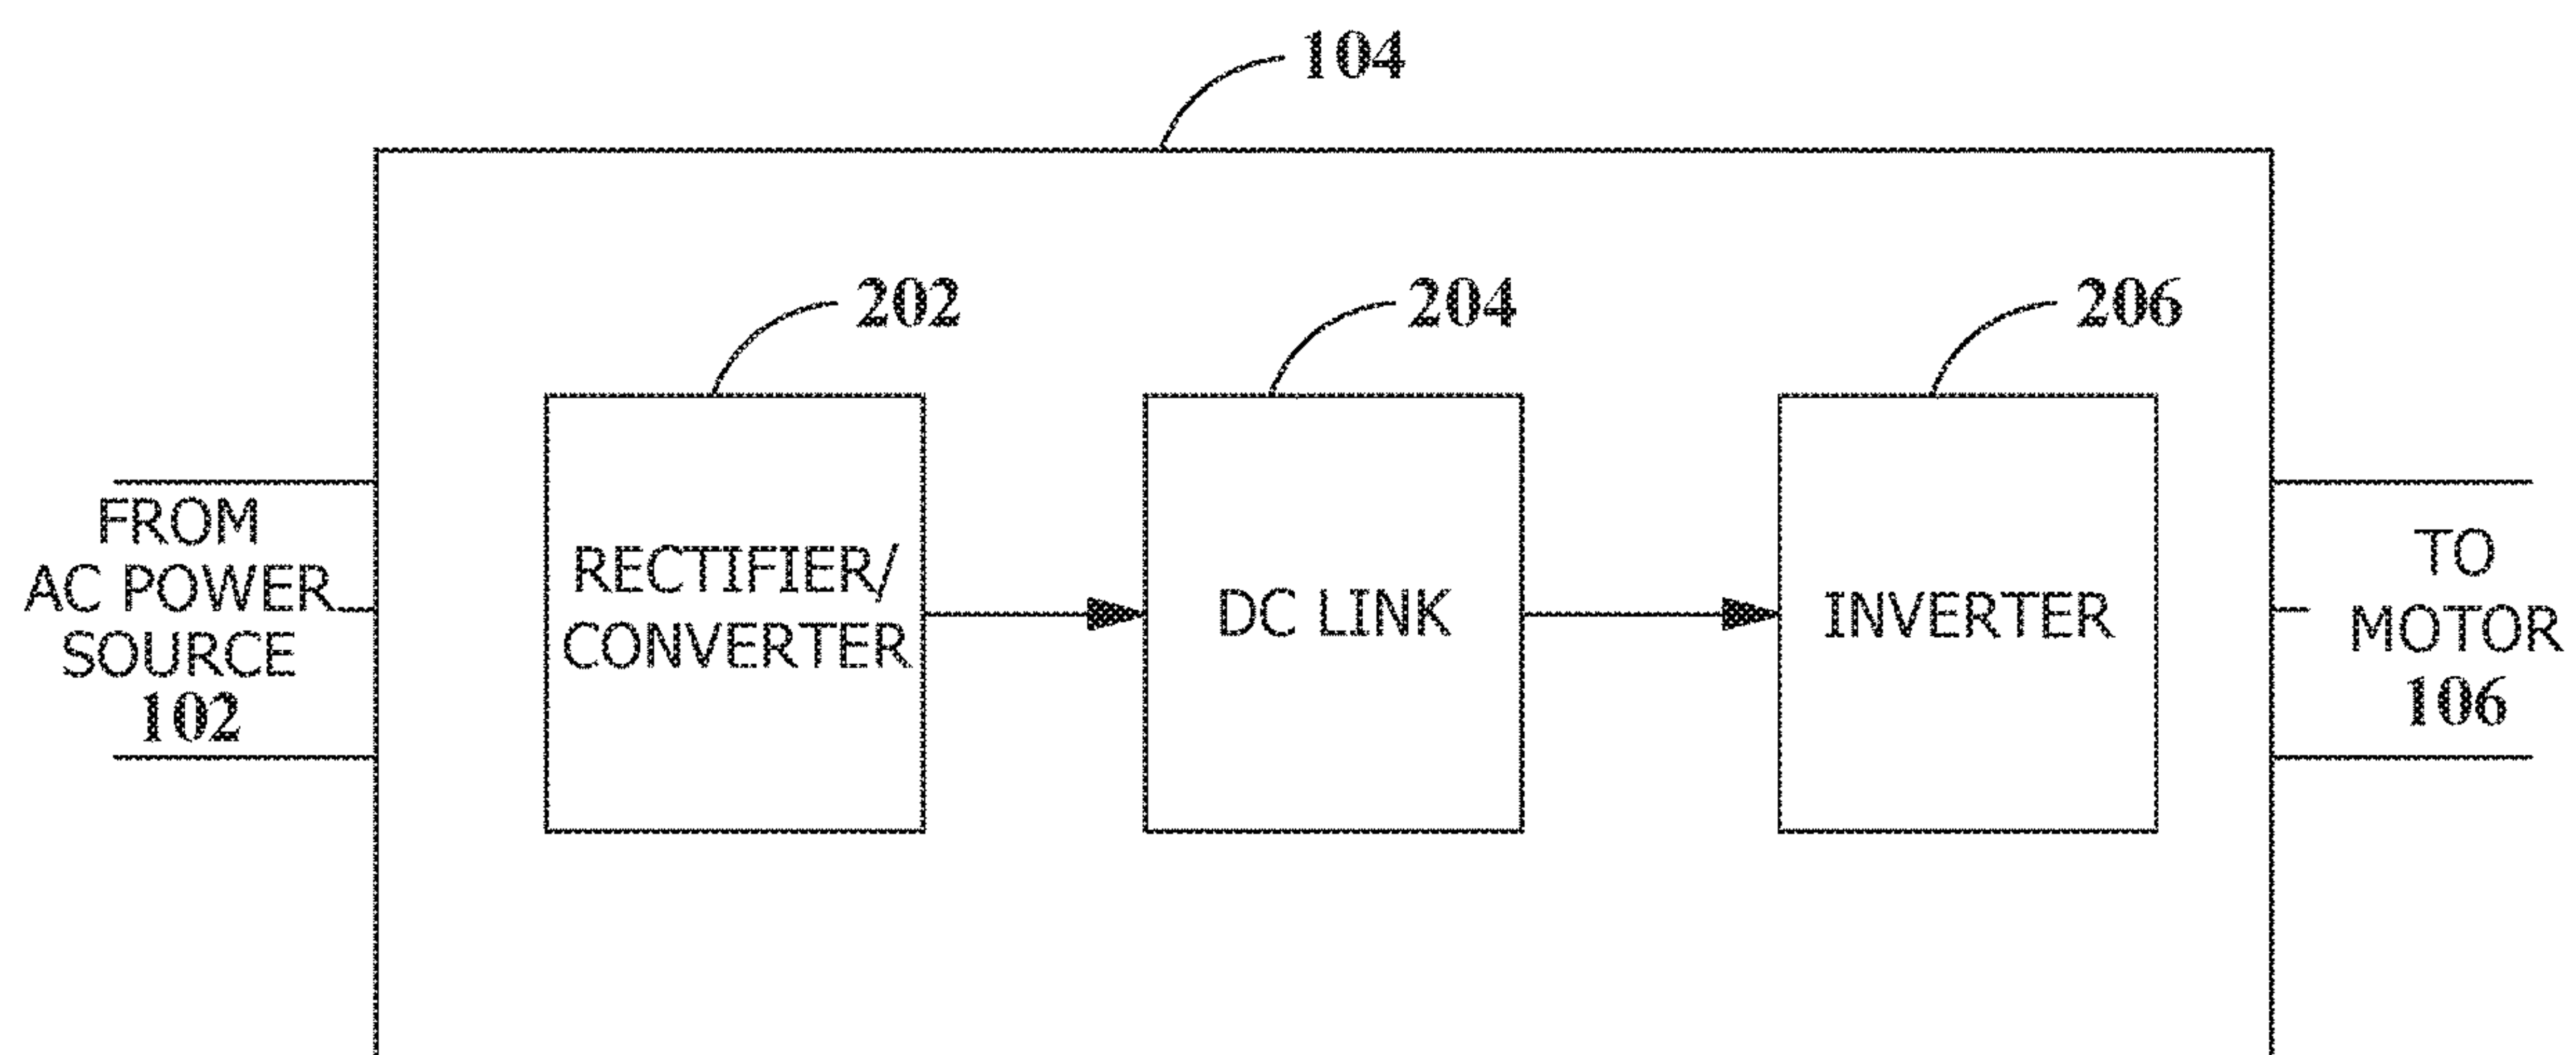 104
202
204
206
FROM
AC POWER
SOURCE
102
RECTIFIER/
CONVERTER
DC LINK
INVERTER
TO
MOTOR
106